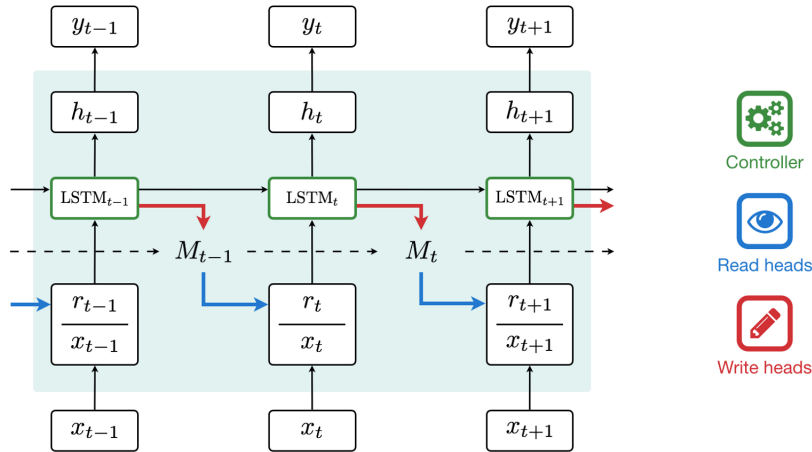 y_{t−1} y_t y_{t+1}
h_{t−1} h_t h_{t+1}
LSTM_{t−1} LSTM_t LSTM_{t+1}
M_{t−1} M_t
r_{t−1} r_t r_{t+1}
x_{t−1} x_t x_{t+1}
x_{t−1} x_t x_{t+1}
Controller
Read heads
Write heads